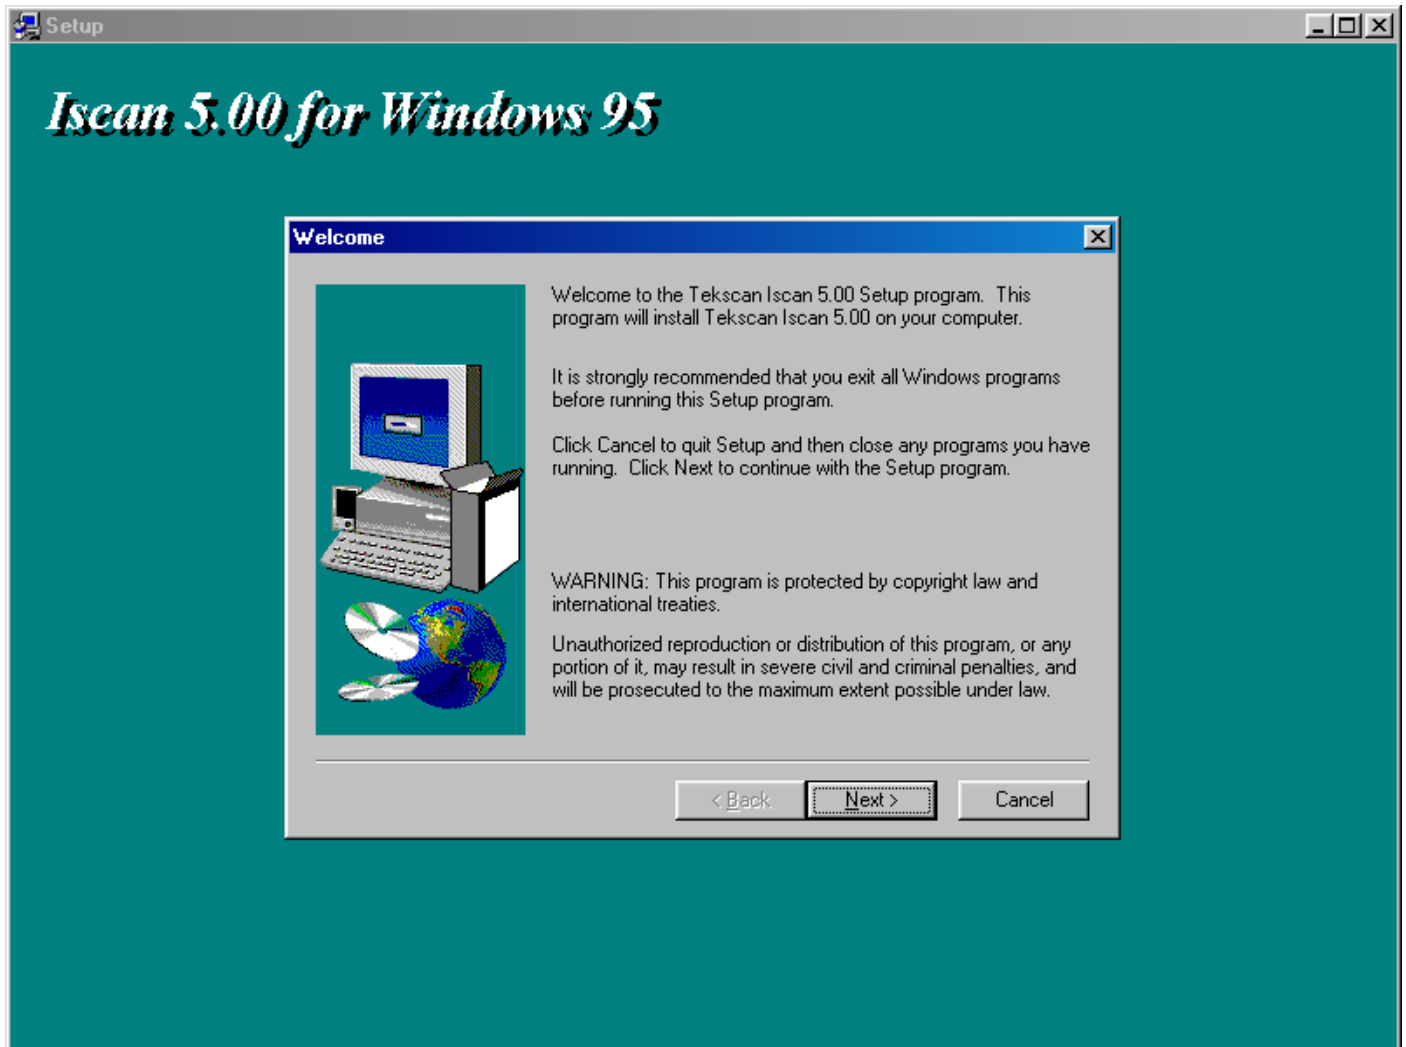 Setup
Iscan 5.00 for Windows 95
Welcome
Welcome to the Tekscan Iscan 5.00 Setup program.  This
program will install Tekscan Iscan 5.00 on your computer.
It is strongly recommended that you exit all Windows programs
before running this Setup program.
Click Cancel to quit Setup and then close any programs you have
running.  Click Next to continue with the Setup program.
WARNING: This program is protected by copyright law and
international treaties.
Unauthorized reproduction or distribution of this program, or any
portion of it, may result in severe civil and criminal penalties, and
will be prosecuted to the maximum extent possible under law.
< Back
Next >
Cancel